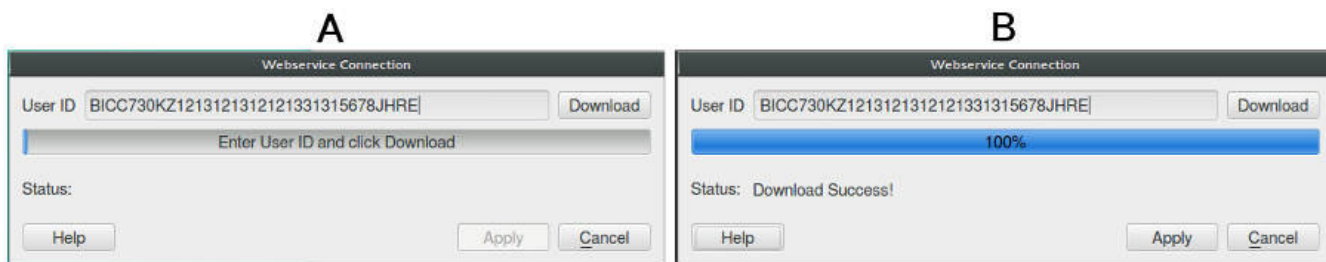 A
Webservice Connection
User ID BICC730KZ1213121312121331315678JHRE Download
Enter User ID and click Download
Status:
Help Apply Cancel
B
Webservice Connection
User ID BICC730KZ1213121312121331315678JHRE Download
100%
Status: Download Success!
Help Apply Cancel